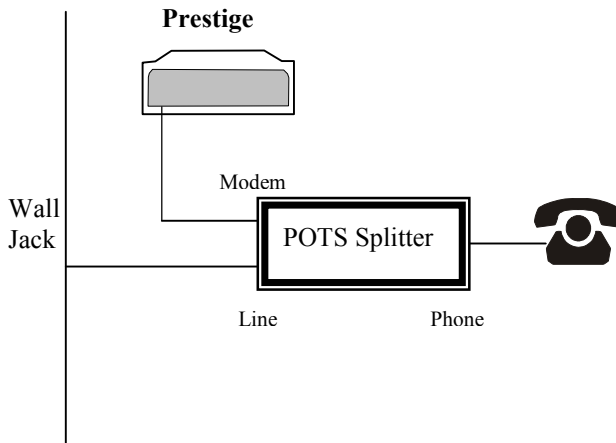 Prestige
Modem
Wall
Jack
POTS Splitter
Line
Phone